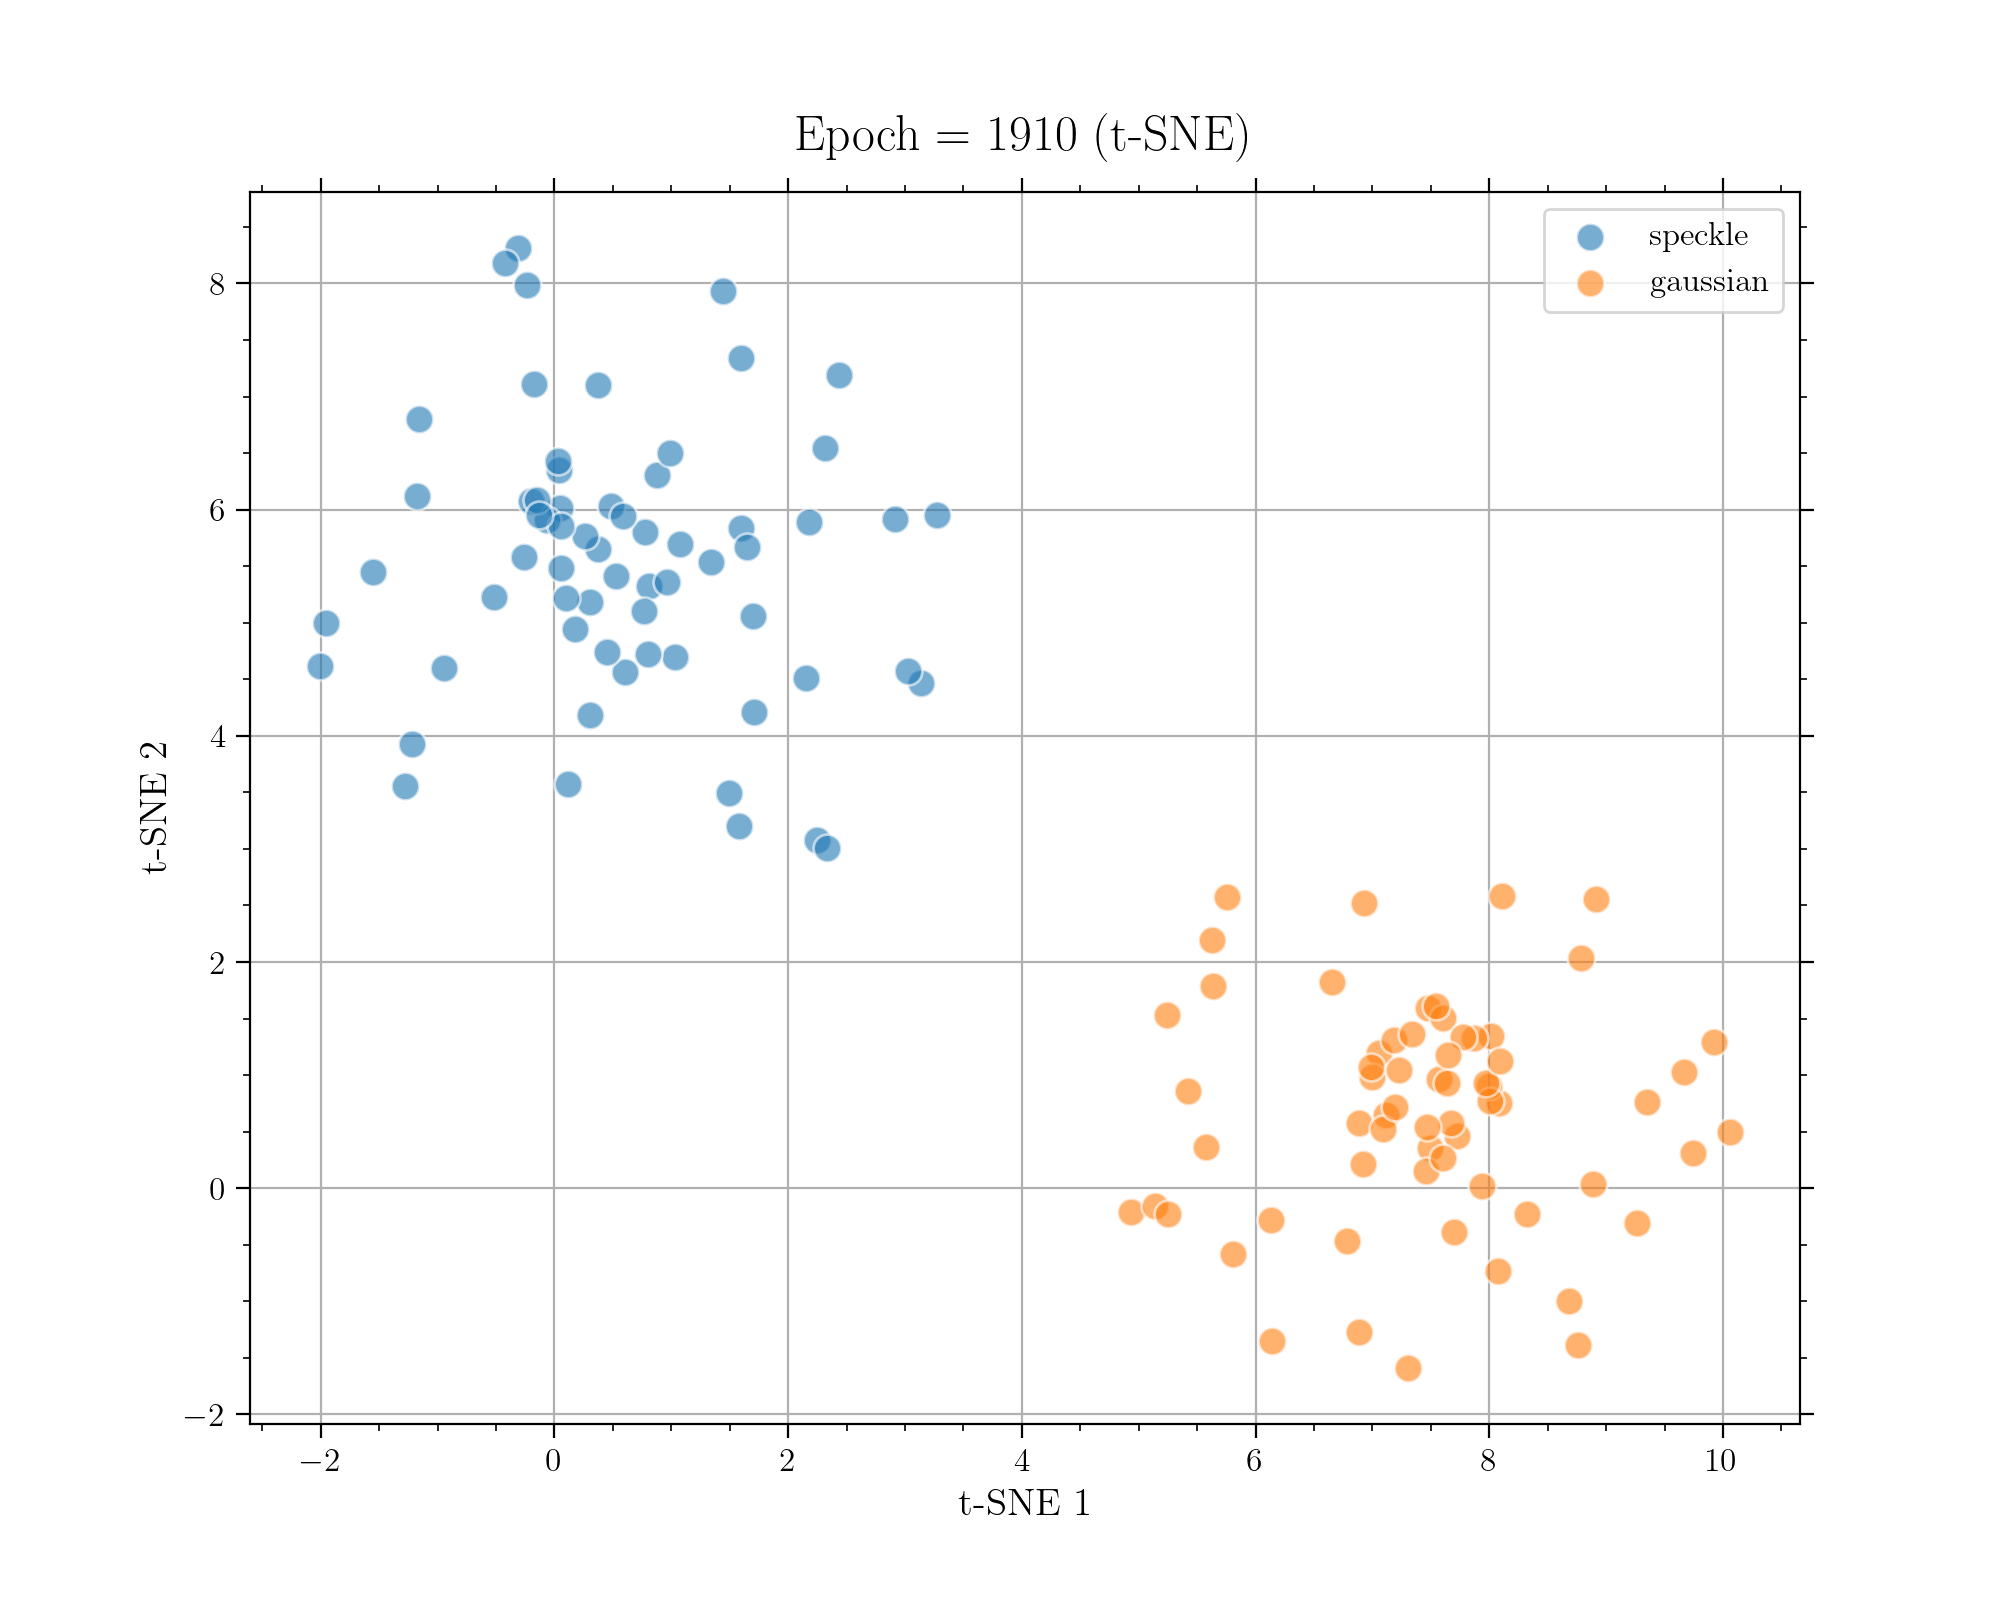 Epoch = 1910 (t-SNE)
speckle
gaussian
8
6
4
2
0
−2
t-SNE 2
−2 0 2 4 6 8 10
t-SNE 1